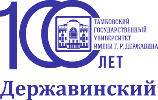 100
ТАМБОВСКИЙ
ГОСУДАРСТВЕННЫЙ
УНИВЕРСИТЕТ
ИМЕНИ Г. Р. ДЕРЖАВИНА
ЛЕТ
Державинский